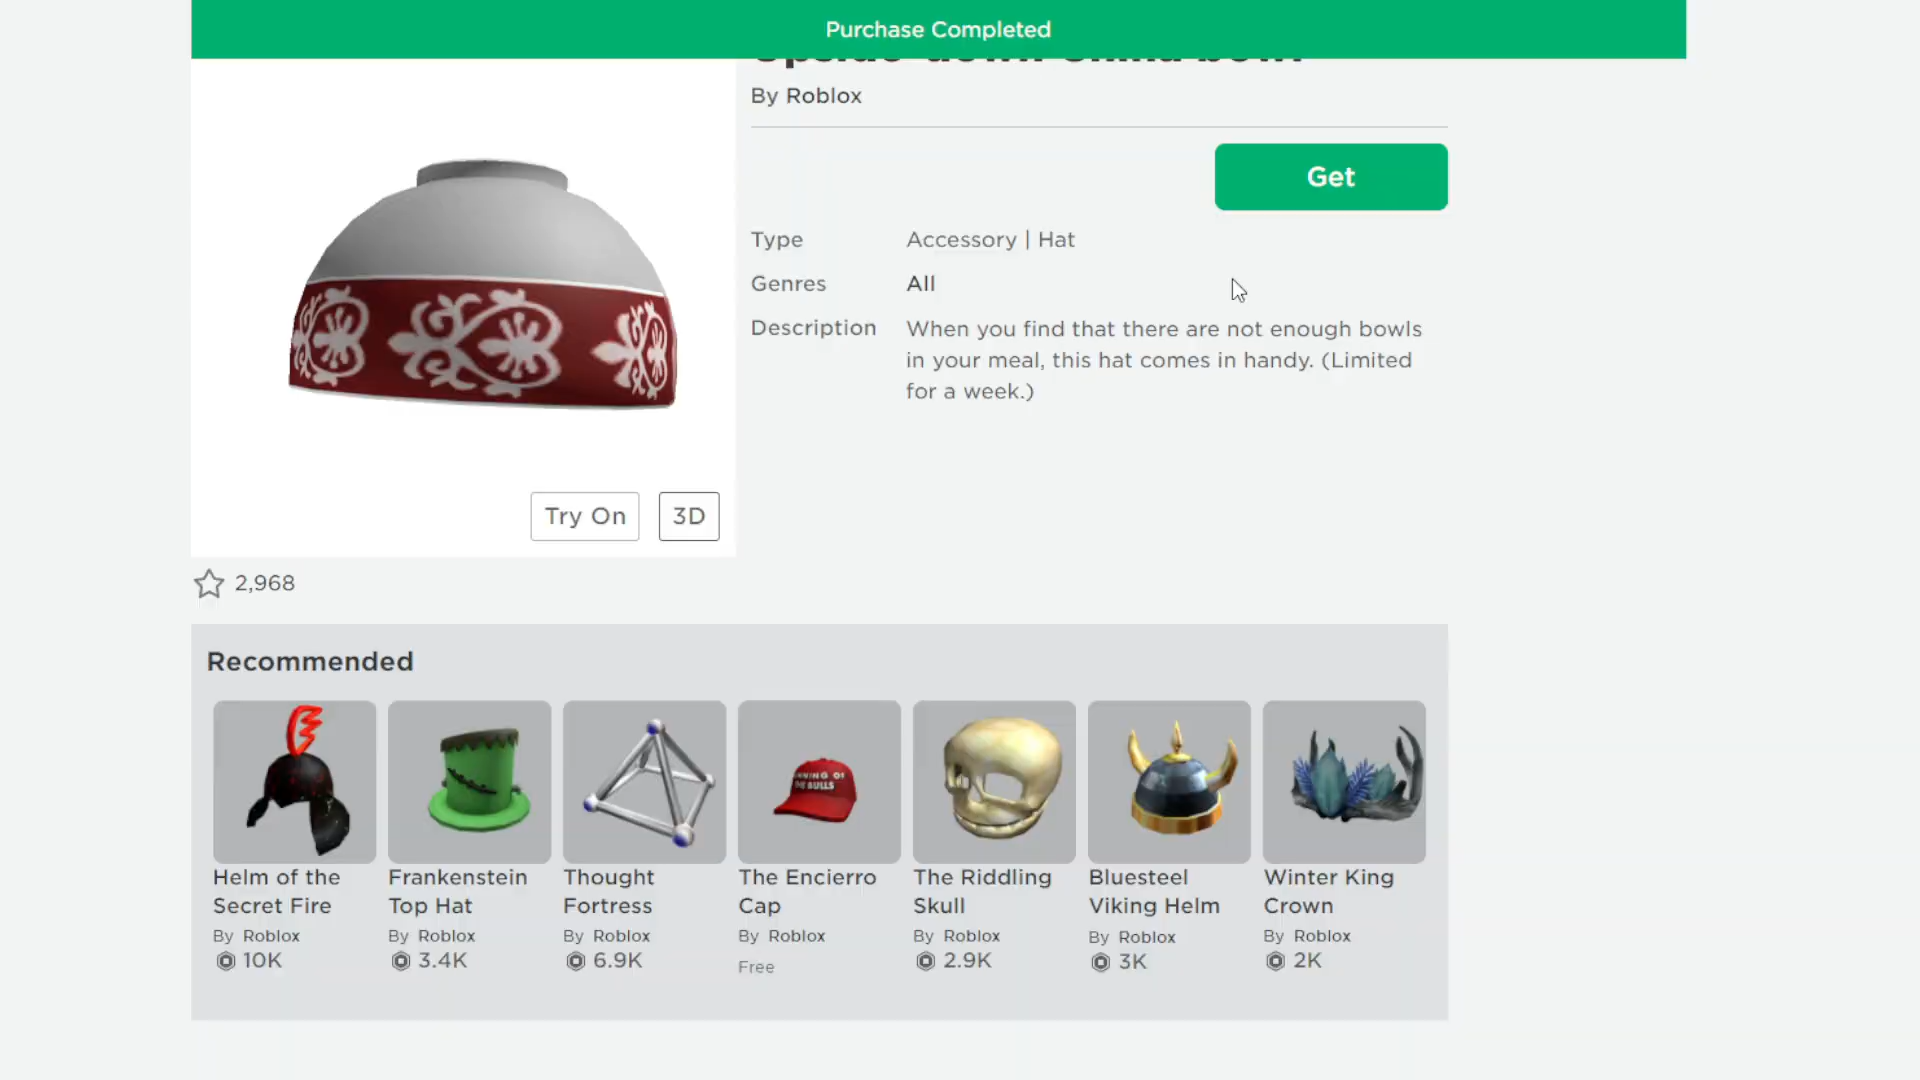 Purchase Completed
By Roblox
Get
Type
Accessory | Hat
Genres
All
Description
When you find that there are not enough bowls
in your meal, this hat comes in handy. (Limited
for a week.)
Try On
3D
2,968
Recommended
Helm of the
Secret Fire
By Roblox
10K
Frankenstein
Top Hat
By Roblox
3.4K
Thought
Fortress
By Roblox
6.9K
The Encierro
Cap
By Roblox
Free
The Riddling
Skull
By Roblox
2.9K
Bluesteel
Viking Helm
By Roblox
3K
Winter King
Crown
By Roblox
2K